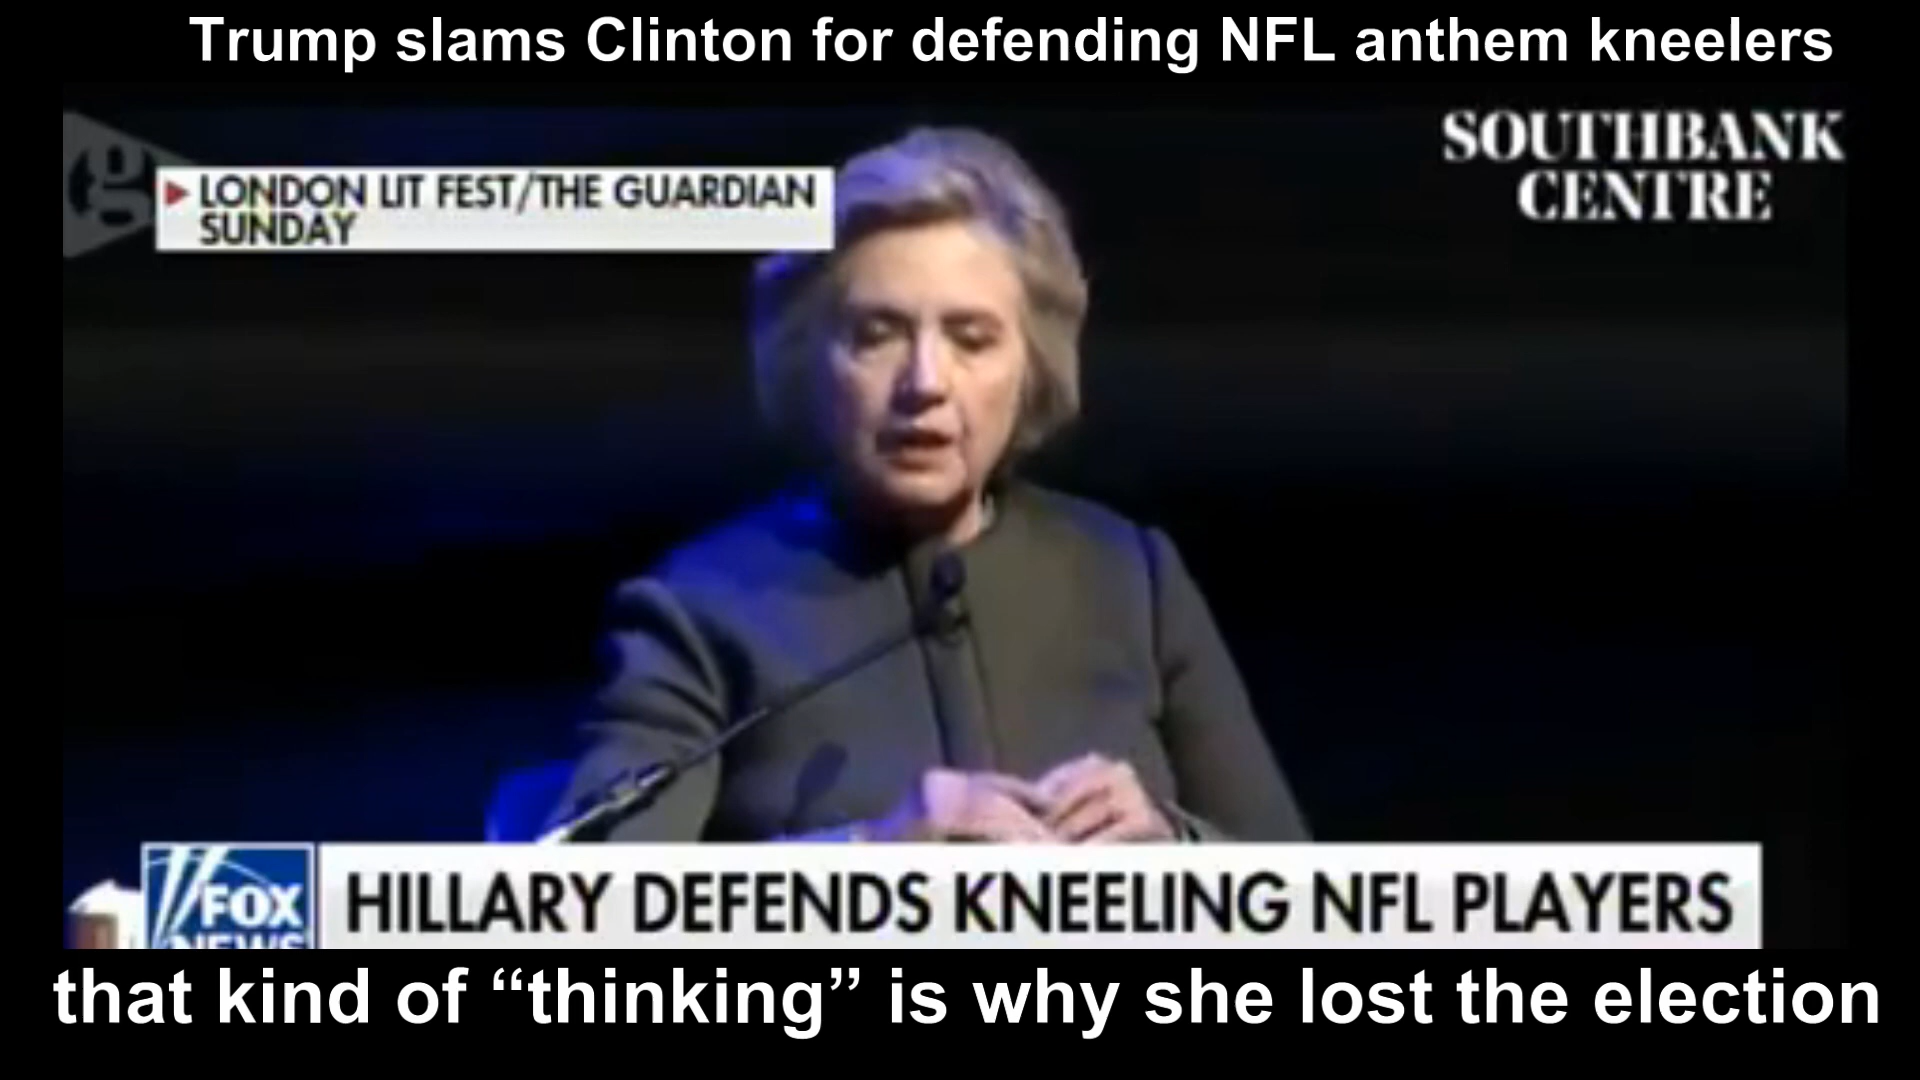 Trump slams Clinton for defending NFL anthem kneelers
g
SOUTHBANK
CENTRE
LONDON LIT FEST/THE GUARDIAN
SUNDAY
FOX
NEWS
HILLARY DEFENDS KNEELING NFL PLAYERS
that kind of “thinking” is why she lost the election